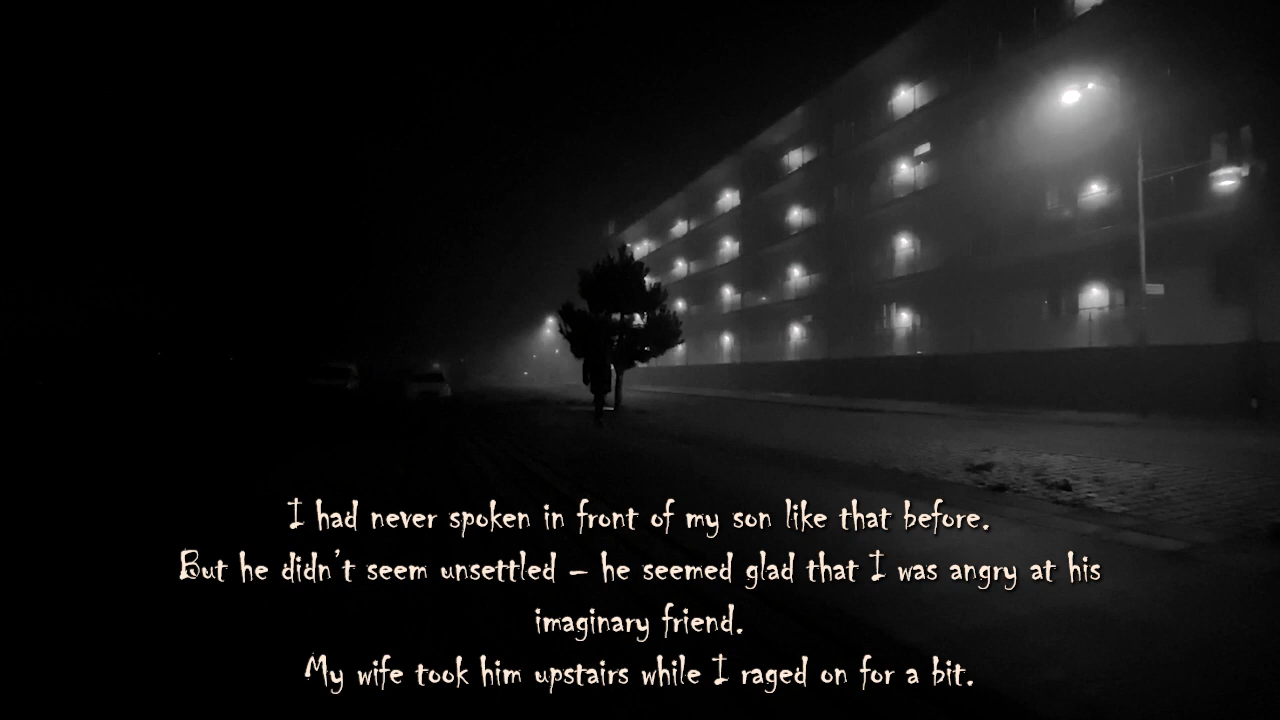 I had never spoken in front of my son like that before.
But he didn't seem unsettled – he seemed glad that I was angry at his
imaginary friend.
My wife took him upstairs while I raged on for a bit.